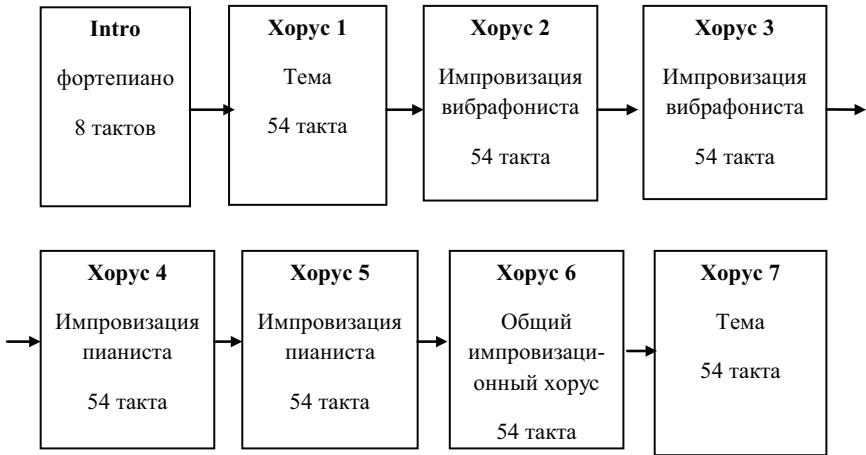 Intro
фортепиано
8 тактов
Хорус 1
Тема
54 такта
Хорус 2
Импровизация
вибрафониста
54 такта
Хорус 3
Импровизация
вибрафониста
54 такта
Хорус 4
Импровизация
пианиста
54 такта
Хорус 5
Импровизация
пианиста
54 такта
Хорус 6
Общий
импровизаци-
онный хорус
54 такта
Хорус 7
Тема
54 такта